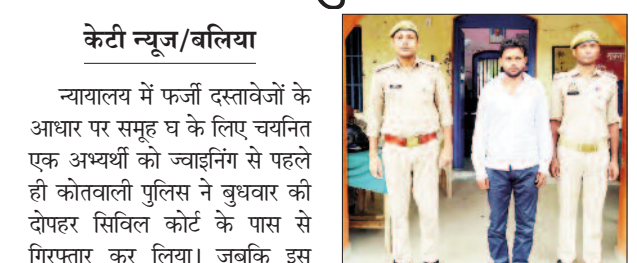 केटी न्यूज/बलिया
न्यायालय में फर्जी दस्तावेजों के
आधार पर समूह घ के लिए चयनित
एक अभ्यर्थी को ज्वाइनिंग से पहले
ही कोतवाली पुलिस ने बुधवार की
दोपहर सिविल कोर्ट के पास से
गिरफ्तार कर लिया। जबकि इस